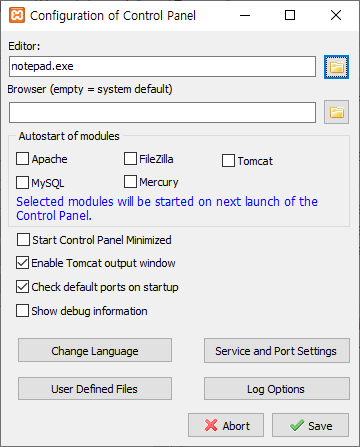 Configuration of Control Panel
Editor:
notepad.exe
Browser (empty = system default)
Autostart of modules
Apache FileZilla Tomcat
MySQL Mercury
Selected modules will be started on next launch of the
Control Panel.
Start Control Panel Minimized
Enable Tomcat output window
Check default ports on startup
Show debug information
Change Language Service and Port Settings
User Defined Files Log Options
Abort Save